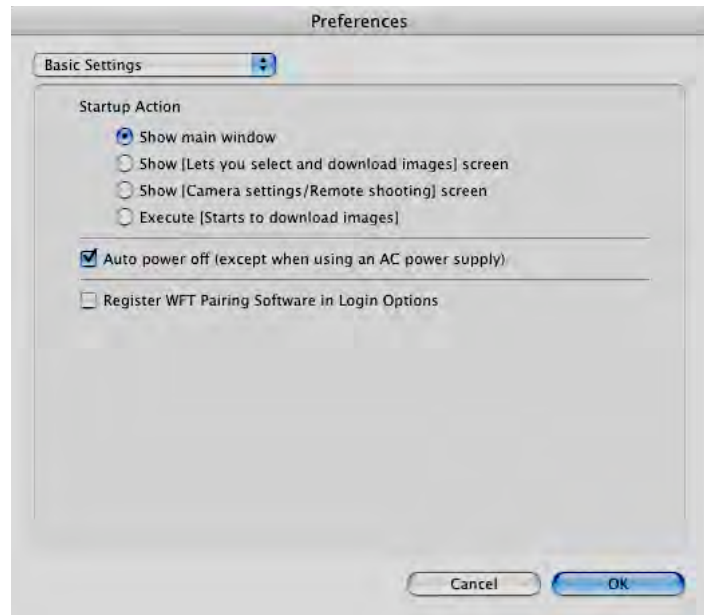 Preferences
Basic Settings
Startup Action
Show main window
Show [Lets you select and download images] screen
Show [Camera settings/Remote shooting] screen
Execute [Starts to download images]
Auto power off (except when using an AC power supply)
Register WFT Pairing Software in Login Options
Cancel
OK